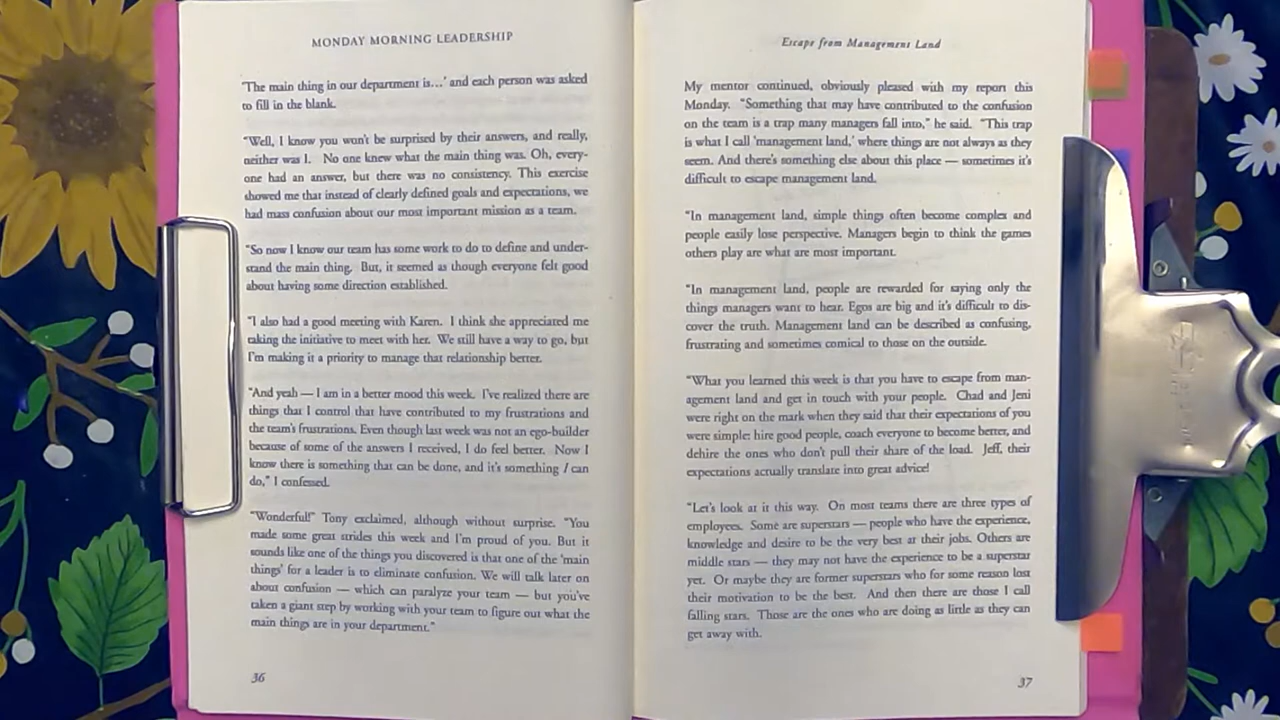 MONDAY MORNING LEADERSHIP
'The main thing in our department is...' and each person was asked
to fill in the blank.
"Well, I know you won't be surprised by their answers, and really,
neither was I. No one knew what the main thing was. Oh, every-
one had an answer, but there was no consistency. This exercise
showed me that instead of clearly defined goals and expectations, we
had mass confusion about our most important mission as a team.
"So now I know our team has some work to do to define and under-
stand the main thing. But, it seemed as though everyone felt good
about having some direction established.
"I also had a good meeting with Karen. I think she appreciated me
taking the initiative to meet with her. We still have a way to go, but
I'm making it a priority to manage that relationship better.
"And yeah — I am in a better mood this week. I've realized there are
things that I control that have contributed to my frustrations and
the team's frustrations. Even though last week was not an ego-builder
because of some of the answers I received, I do feel better. Now I
know there is something that can be done, and it's something I can
do," I confessed.
"Wonderful!" Tony exclaimed, although without surprise. "You
made some great strides this week and I'm proud of you. But it
sounds like one of the things you discovered is that one of the 'main
things' for a leader is to eliminate confusion. We will talk later on
about confusion — which can paralyze your team — but you've
taken a giant step by working with your team to figure out what the
main things are in your department."
36
Escape from Management Land
My mentor continued, obviously pleased with my report this
Monday. "Something that may have contributed to the confusion
on the team is a trap many managers fall into," he said. "This trap
is what I call 'management land,' where things are not always as they
seem. And there's something else about this place — sometimes it's
difficult to escape management land.
"In management land, simple things often become complex and
people easily lose perspective. Managers begin to think the games
others play are what are most important.
"In management land, people are rewarded for saying only the
things managers want to hear. Egos are big and it's difficult to dis-
cover the truth. Management land can be described as confusing,
frustrating and sometimes comical to those on the outside.
"What you learned this week is that you have to escape from man-
agement land and get in touch with your people. Chad and Jeni
were right on the mark when they said that their expectations of you
were simple: hire good people, coach everyone to become better, and
dehire the ones who don't pull their share of the load. Jeff, their
expectations actually translate into great advice!
"Let's look at it this way. On most teams there are three types of
employees. Some are superstars — people who have the experience,
knowledge and desire to be the very best at their jobs. Others are
middle stars — they may not have the experience to be a superstar
yet. Or maybe they are former superstars who for some reason lost
their motivation to be the best. And then there are those I call
falling stars. Those are the ones who are doing as little as they can
get away with.
37